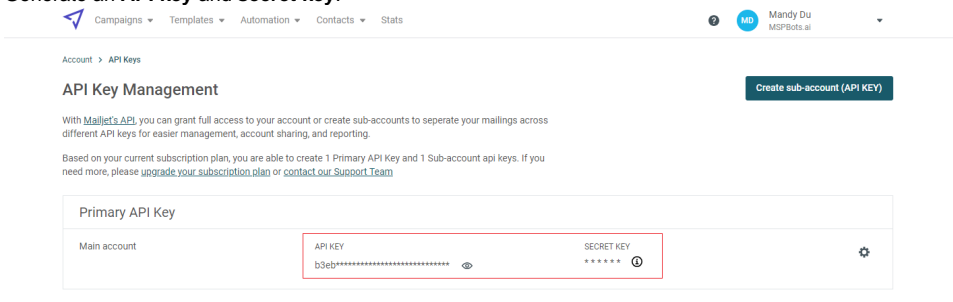 Generate an API Key and Secret Key.
Campaigns Templates Automation Contacts Stats
? MD Mandy Du
MSPBots.ai
Account > API Keys
API Key Management
Create sub-account (API KEY)
With Mailjet's API, you can grant full access to your account or create sub-accounts to seperate your mailings across
different API keys for easier management, account sharing, and reporting.
Based on your current subscription plan, you are able to create 1 Primary API Key and 1 Sub-account api keys. If you
need more, please upgrade your subscription plan or contact our Support Team
Primary API Key
Main account
API KEY
b3eb****************************
SECRET KEY
******